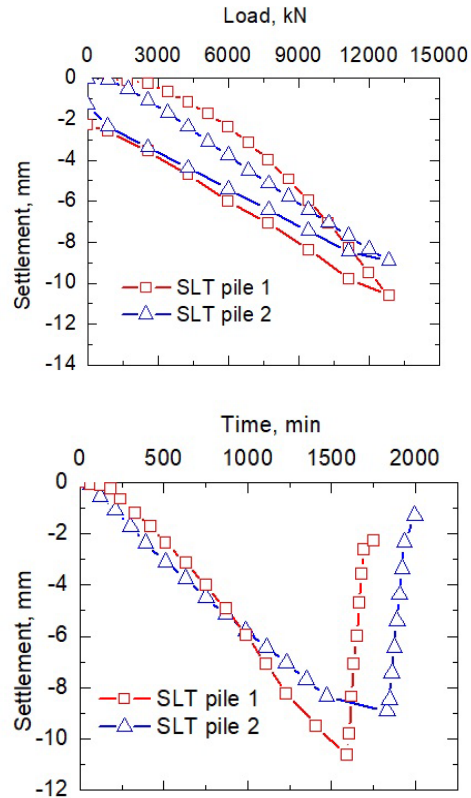 Load, kN
0 3000 6000 9000 12000 15000
0
-2
-4
-6
-8
-10
-12
-14
Settlement, mm
SLT pile 1
SLT pile 2
Time, min
0 500 1000 1500 2000
0
-2
-4
-6
-8
-10
-12
Settlement, mm
SLT pile 1
SLT pile 2